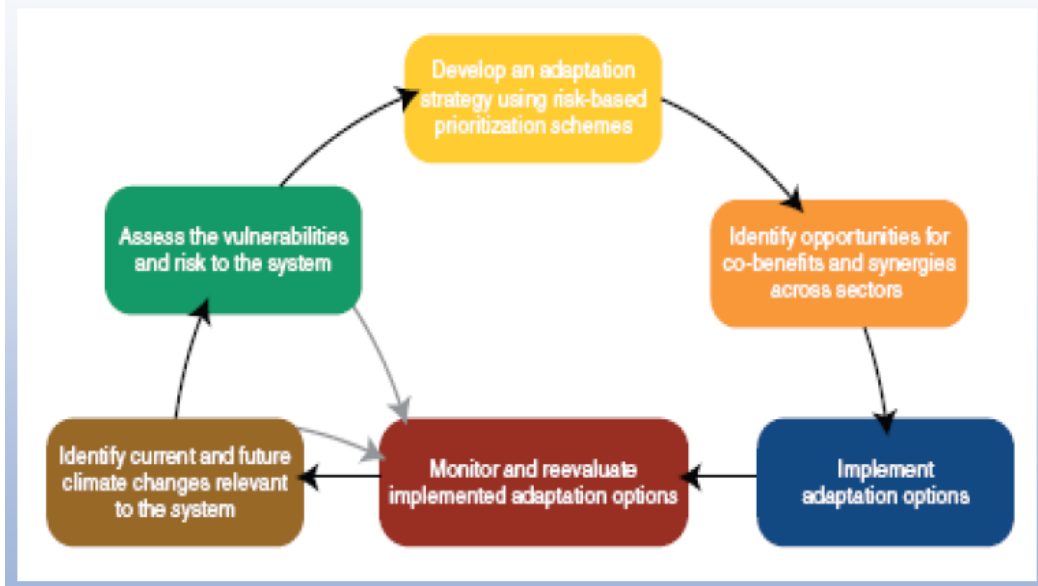 Develop an adaptation
strategy using risk-based
prioritization schemes
Assess the vulnerabilities
and risk to the system
Identify opportunities for
co-benefits and synergies
across sectors
Identify current and future
climate changes relevant
to the system
Monitor and reevaluate
implemented adaptation options
Implement
adaptation options